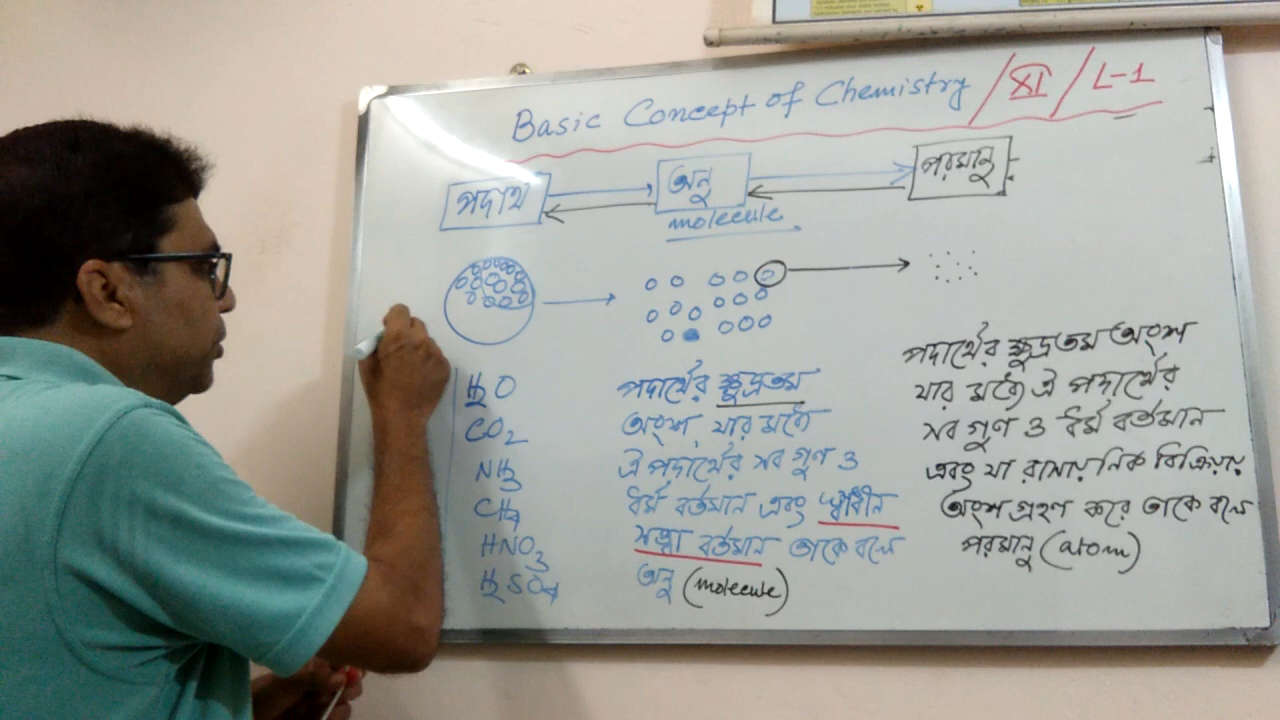 Basic Concept of Chemistry / XI / L-1
পদার্থ
অনু
পরমানু
molecule
H2O
CO2
NH3
CH4
HNO3
H2SO4
পদার্থের ক্ষুদ্রতম
অংশ যার মধ্যে
ঐ পদার্থের সব গুণ ও
ধর্ম বর্তমান এবং স্বাধীন
সত্ত্বা বর্তমান তাকে বলে
অনু (molecule)
পদার্থের ক্ষুদ্রতম অংশ
যার মধ্যে ঐ পদার্থের
সব গুণ ও ধর্ম বর্তমান
এবং যা রাসায়নিক বিক্রিয়ায়
অংশগ্রহণ করে তাকে বলে
পরমানু (atom)